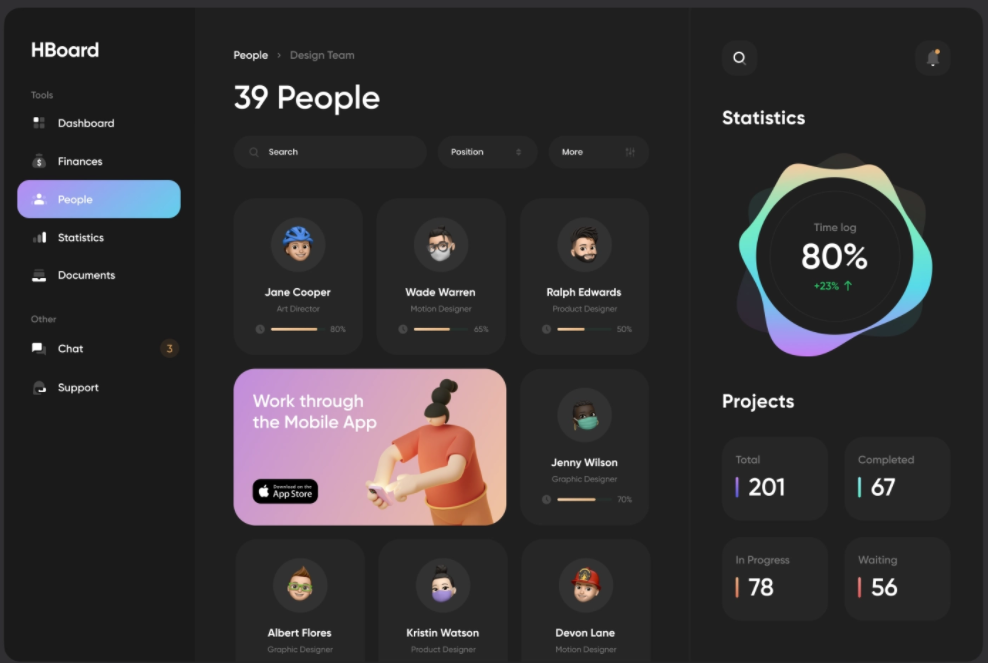 HBoard
Tools
Dashboard
Finances
People
Statistics
Documents
Other
Chat
3
Support
People › Design Team
39 People
Search
Position
More
Jane Cooper
Art Director
80%
Wade Warren
Motion Designer
65%
Ralph Edwards
Product Designer
50%
Work through
the Mobile App
Download on the
App Store
Jenny Wilson
Graphic Designer
70%
Albert Flores
Graphic Designer
Kristin Watson
Product Designer
Devon Lane
Motion Designer
Statistics
Time log
80%
+23% ↑
Projects
Total
201
Completed
67
In Progress
78
Waiting
56